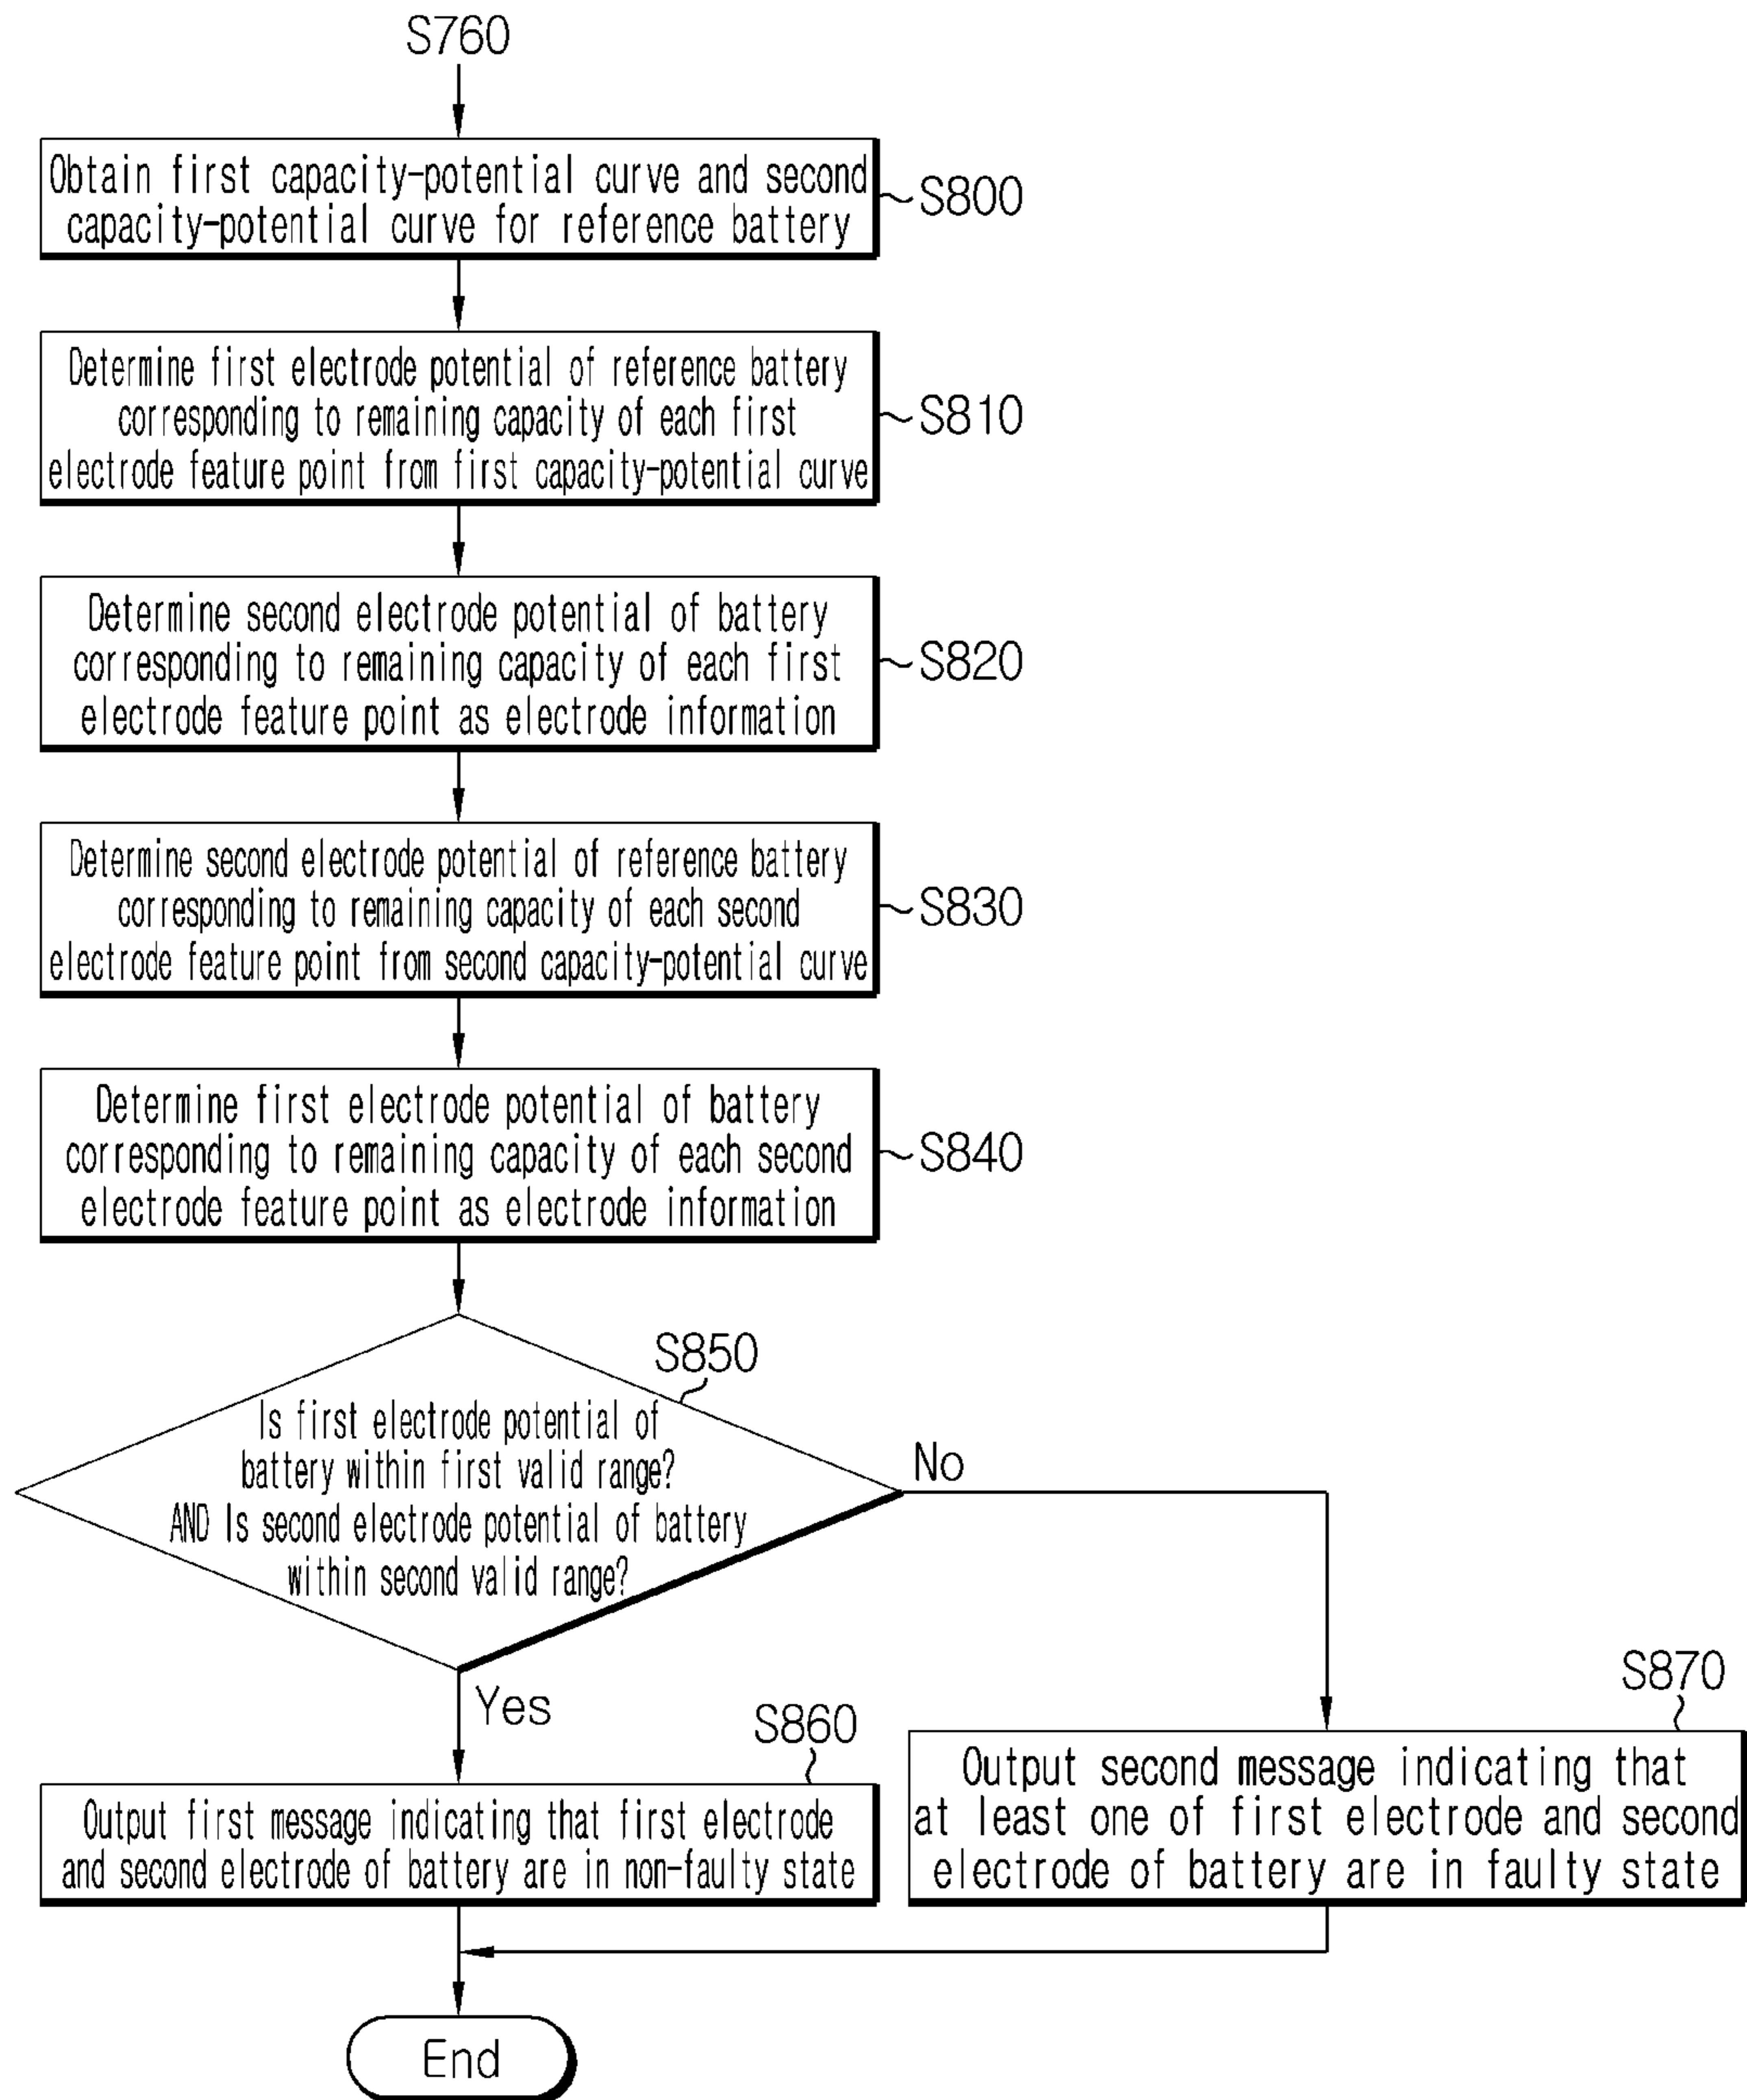 S760
Obtain first capacity-potential curve and second
capacity-potential curve for reference battery
S800
Determine first electrode potential of reference battery
corresponding to remaining capacity of each first
electrode feature point from first capacity-potential curve
S810
Determine second electrode potential of battery
corresponding to remaining capacity of each first
electrode feature point as electrode information
S820
Determine second electrode potential of reference battery
corresponding to remaining capacity of each second
electrode feature point from second capacity-potential curve
S830
Determine first electrode potential of battery
corresponding to remaining capacity of each second
electrode feature point as electrode information
S840
S850
Is first electrode potential of
battery within first valid range?
AND Is second electrode potential of battery
within second valid range?
No
Yes
S860
Output first message indicating that first electrode
and second electrode of battery are in non-faulty state
S870
Output second message indicating that
at least one of first electrode and second
electrode of battery are in faulty state
End